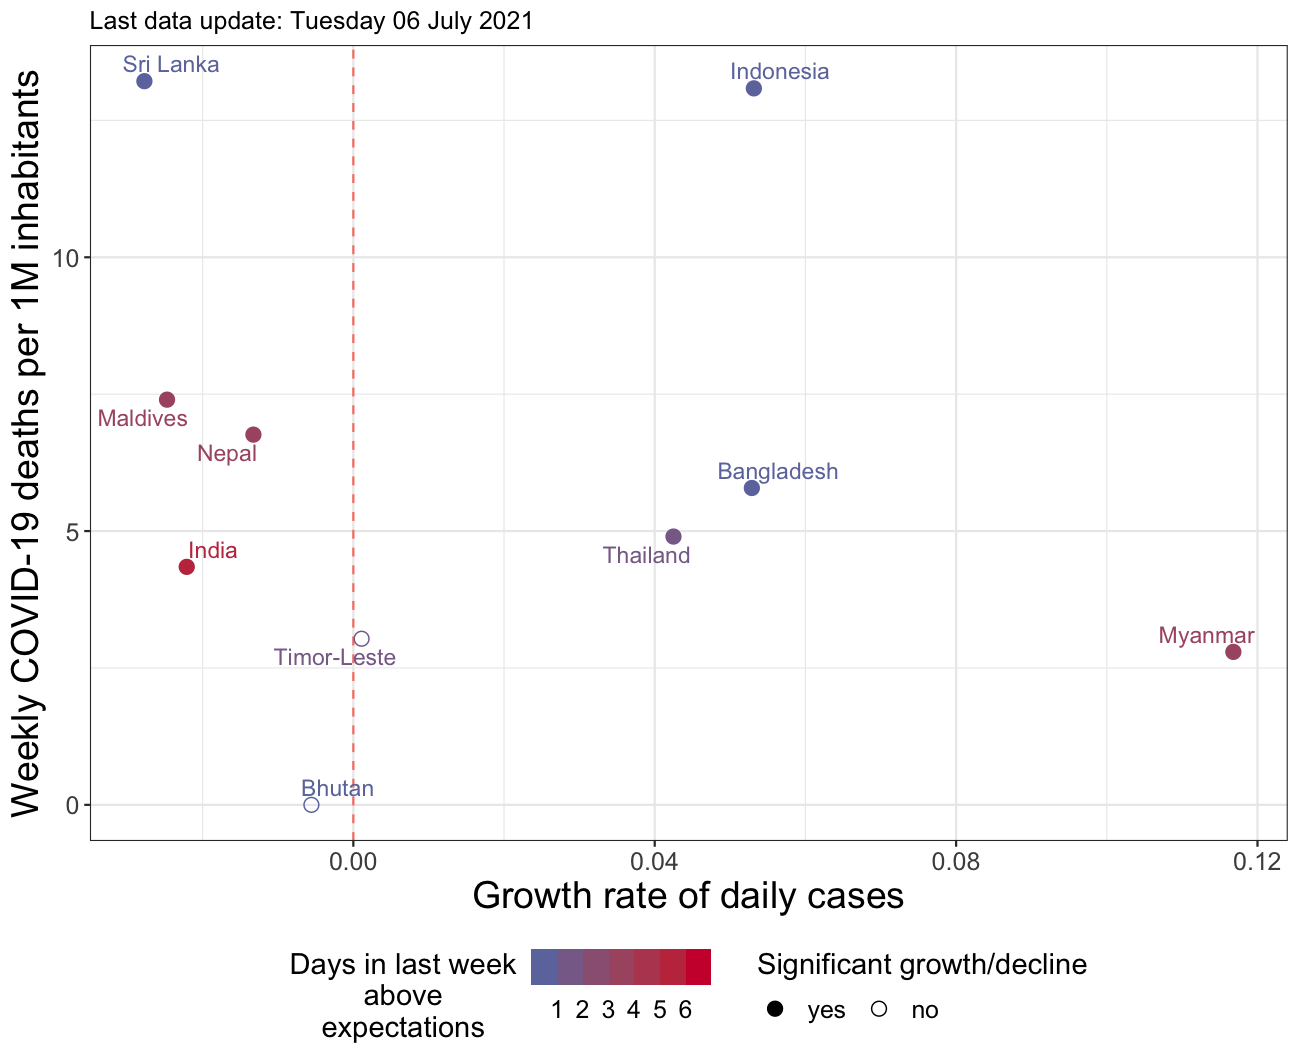 Last data update: Tuesday 06 July 2021
Weekly COVID-19 deaths per 1M inhabitants
Sri Lanka
Indonesia
10
Maldives
Nepal
Bangladesh
5
Thailand
India
Myanmar
Timor-Leste
Bhutan
0
0.00 0.04 0.08 0.12
Growth rate of daily cases
Days in last week
above
expectations
1 2 3 4 5 6
Significant growth/decline
yes no